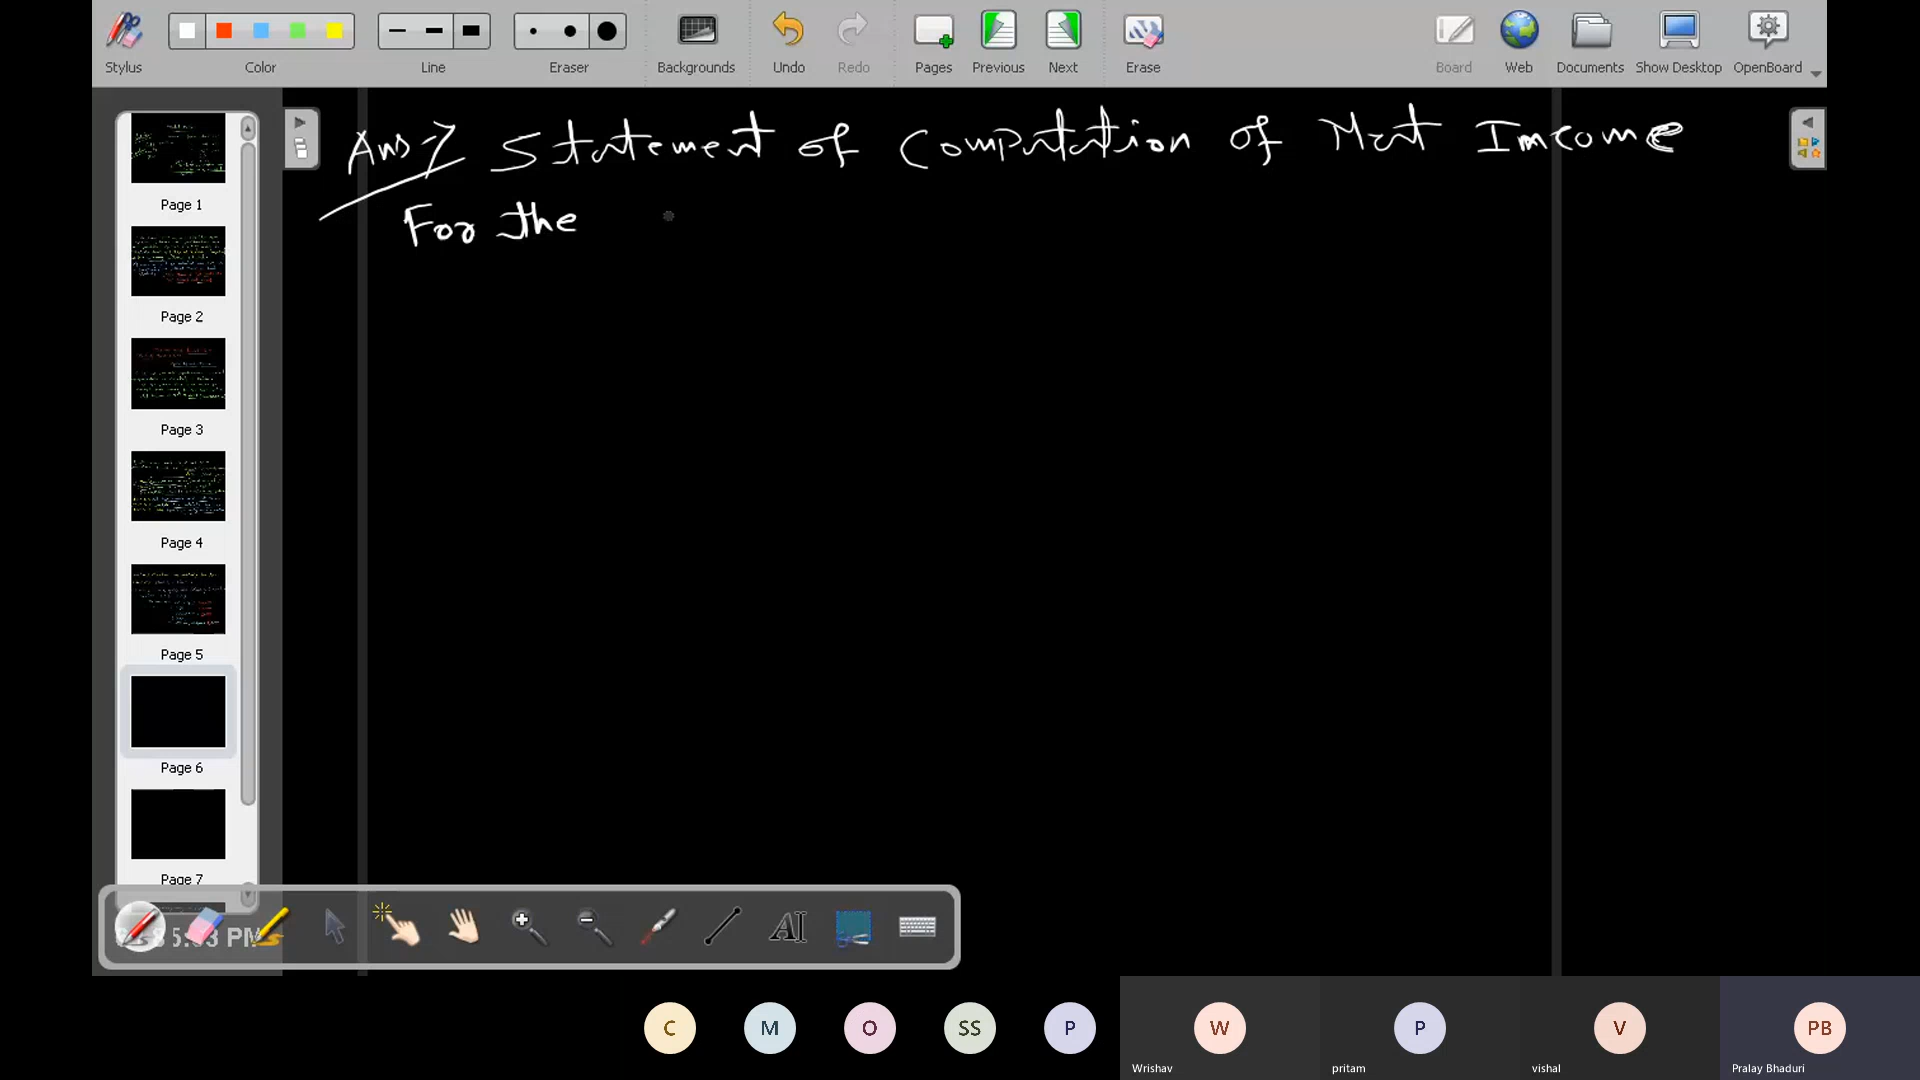 Stylus Color Line Eraser Backgrounds Undo Redo Pages Previous Next Erase Board Web Documents Show Desktop OpenBoard
Ans/ Statement of Computation of Net Income
For the
Page 1
Page 2
Page 3
Page 4
Page 5
Page 6
Page 7
PM
AI
C M O SS P W P V PB
Wrishav pritam vishal Pralay Bhaduri